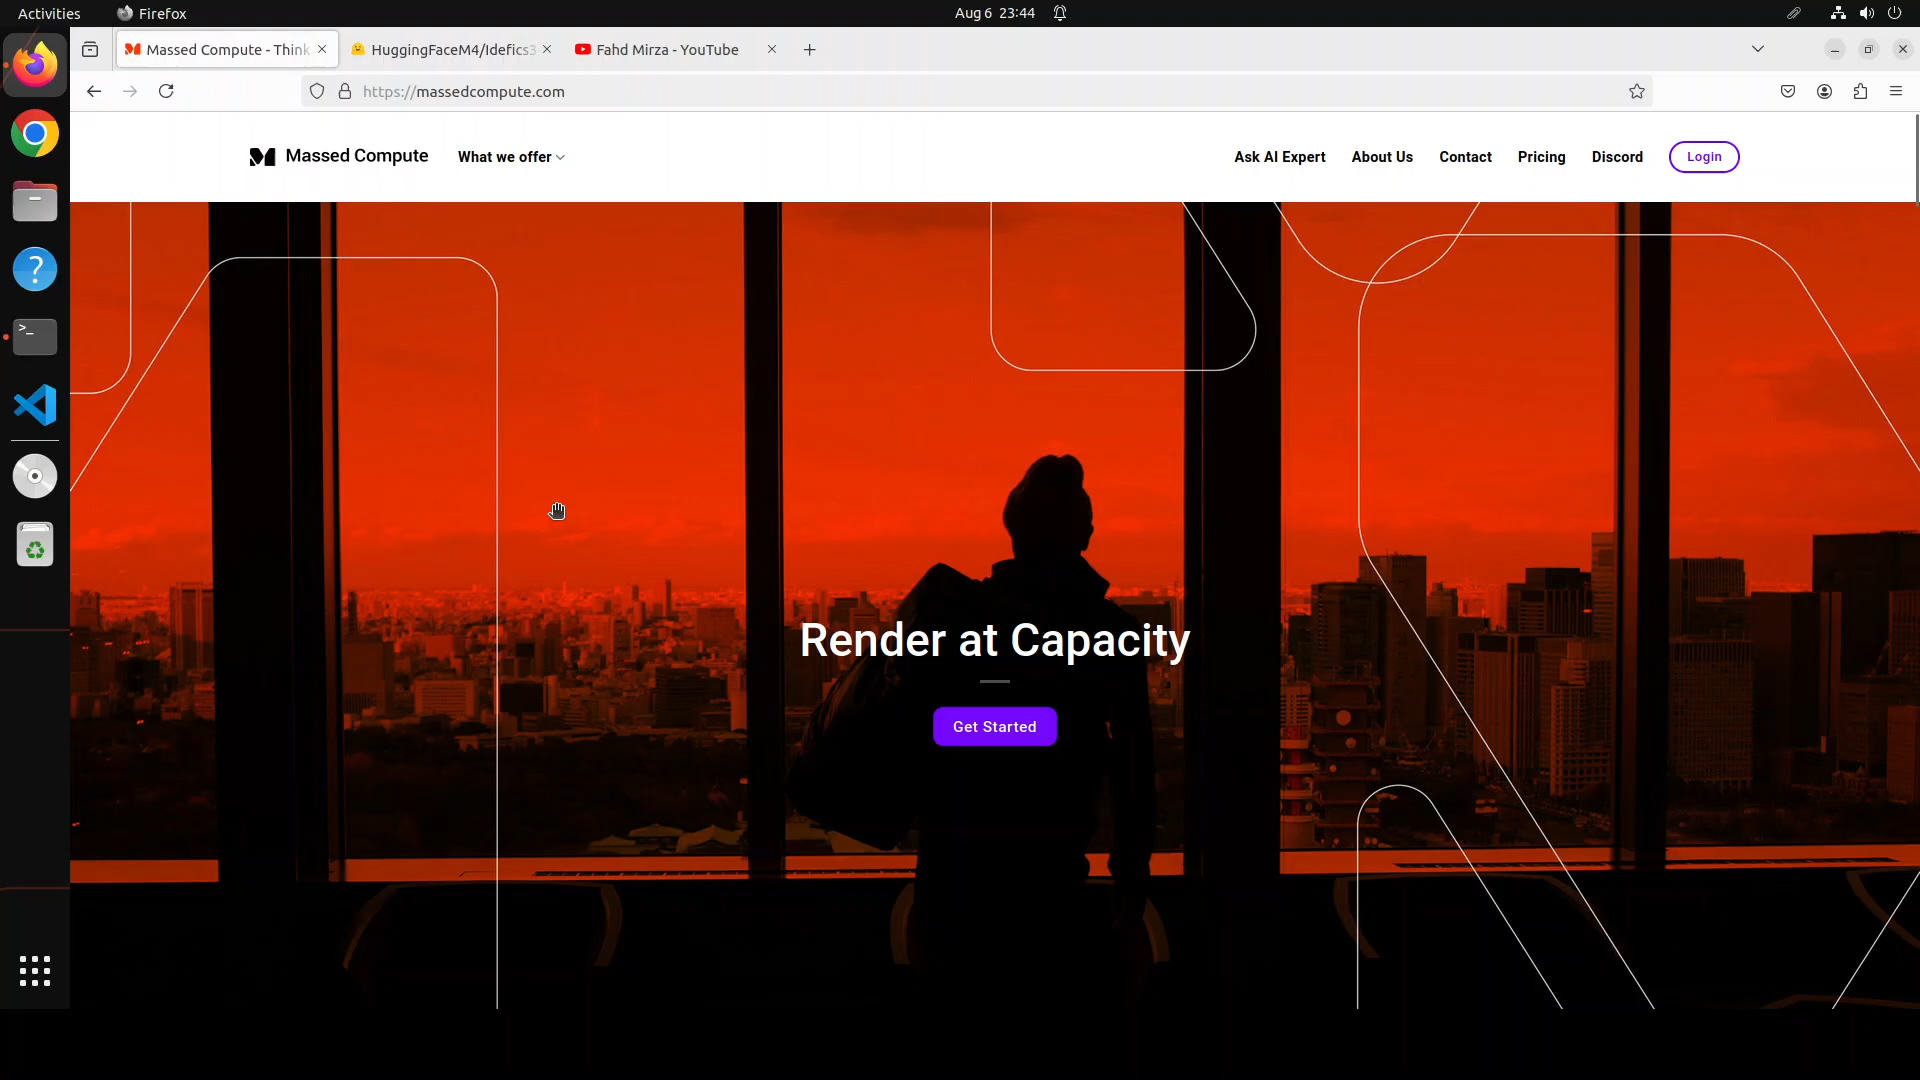 Activities
Firefox
Aug 6 23:44
Massed Compute - Think
HuggingFaceM4/Idefics3
Fahd Mirza - YouTube
https://massedcompute.com
Massed Compute
What we offer
Ask AI Expert
About Us
Contact
Pricing
Discord
Login
Render at Capacity
Get Started